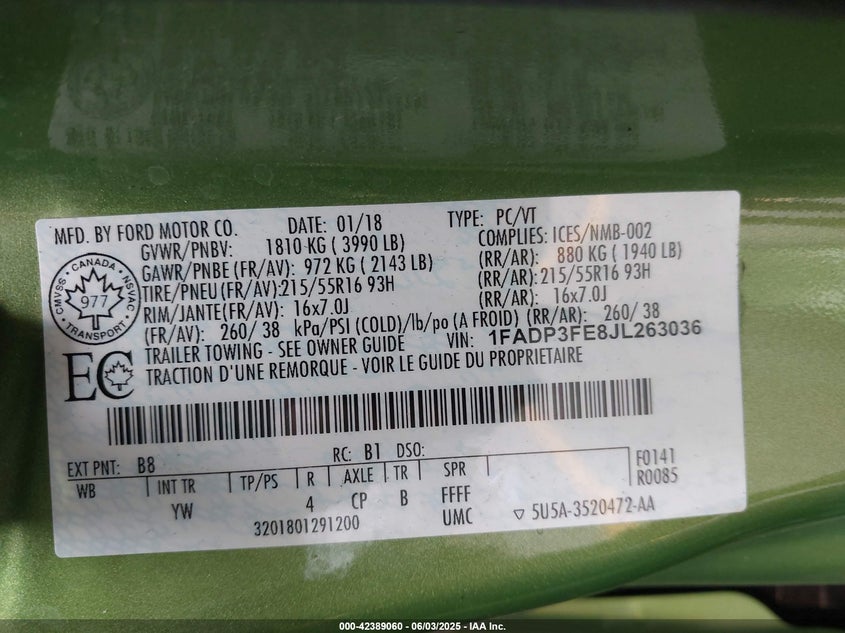 MFD. BY FORD MOTOR CO. DATE: 01/18 TYPE: PC/VT
GVWR/PNBV: 1810 KG ( 3990 LB) COMPLIES: ICES/NMB-002
GAWR/PNBE (FR/AV): 972 KG ( 2143 LB) (RR/AR): 880 KG ( 1940 LB)
TIRE/PNEU (FR/AV): 215/55R16 93H (RR/AR): 215/55R16 93H
RIM/JANTE (FR/AV): 16x7.0J (RR/AR): 16x7.0J
(FR/AV): 260/ 38 kPa/PSI (COLD)/lb/po (A FROID) (RR/AR): 260/ 38
TRAILER TOWING - SEE OWNER GUIDE VIN: 1FADP3FE8JL263036
TRACTION D'UNE REMORQUE - VOIR LE GUIDE DU PROPRIETAIRE
CANADA
CMVSS NSVAC
977
TRANSPORT
EC
EXT PNT: B8 RC: B1 DSO:
WB INT TR TP/PS R AXLE TR SPR F0141
YW 4 CP B FFFF R0085
3201801291200 UMC ▽ 5U5A-3520472-AA
000-42389060 - 06/03/2025 - IAA Inc.